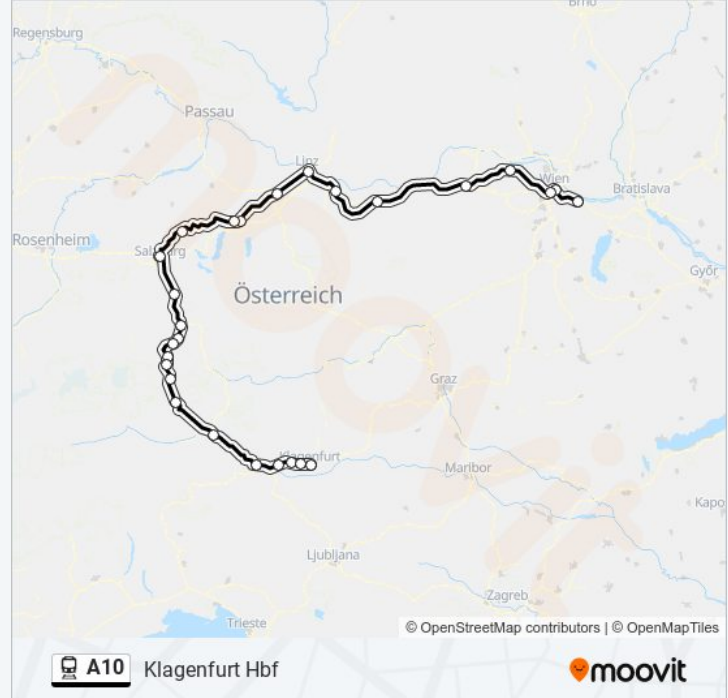 Brno
Regensburg
Passau
Linz
Wien
Bratislava
Rosenheim
Salzburg
Győr
Österreich
Graz
Klagenfurt
Maribor
Kapo
Ljubljana
Zagreb
Trieste
moovit
© OpenStreetMap contributors | © OpenMapTiles
A10 Klagenfurt Hbf
moovit